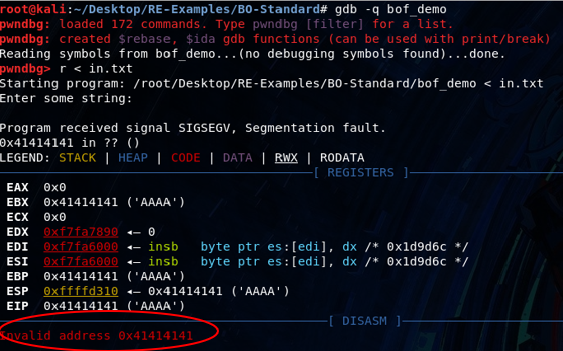 root@kali:~/Desktop/RE-Examples/BO-Standard# gdb -q bof_demo
pwndbg: loaded 172 commands. Type pwndbg [filter] for a list.
pwndbg: created $rebase, $ida gdb functions (can be used with print/break)
Reading symbols from bof_demo...(no debugging symbols found)...done.
pwndbg> r < in.txt
Starting program: /root/Desktop/RE-Examples/BO-Standard/bof_demo < in.txt
Enter some string:
Program received signal SIGSEGV, Segmentation fault.
0x41414141 in ?? ()
LEGEND: STACK | HEAP | CODE | DATA | RWX | RODATA
[ REGISTERS ]
EAX 0x0
EBX 0x41414141 ('AAAA')
ECX 0x0
EDX 0xf7fa7890 ◂— 0
EDI 0xf7fa6000 ◂— insb byte ptr es:[edi], dx /* 0x1d9d6c */
ESI 0xf7fa6000 ◂— insb byte ptr es:[edi], dx /* 0x1d9d6c */
EBP 0x41414141 ('AAAA')
ESP 0xffffd310 ◂— 0x41414141 ('AAAA')
EIP 0x41414141 ('AAAA')
[ DISASM ]
Invalid address 0x41414141